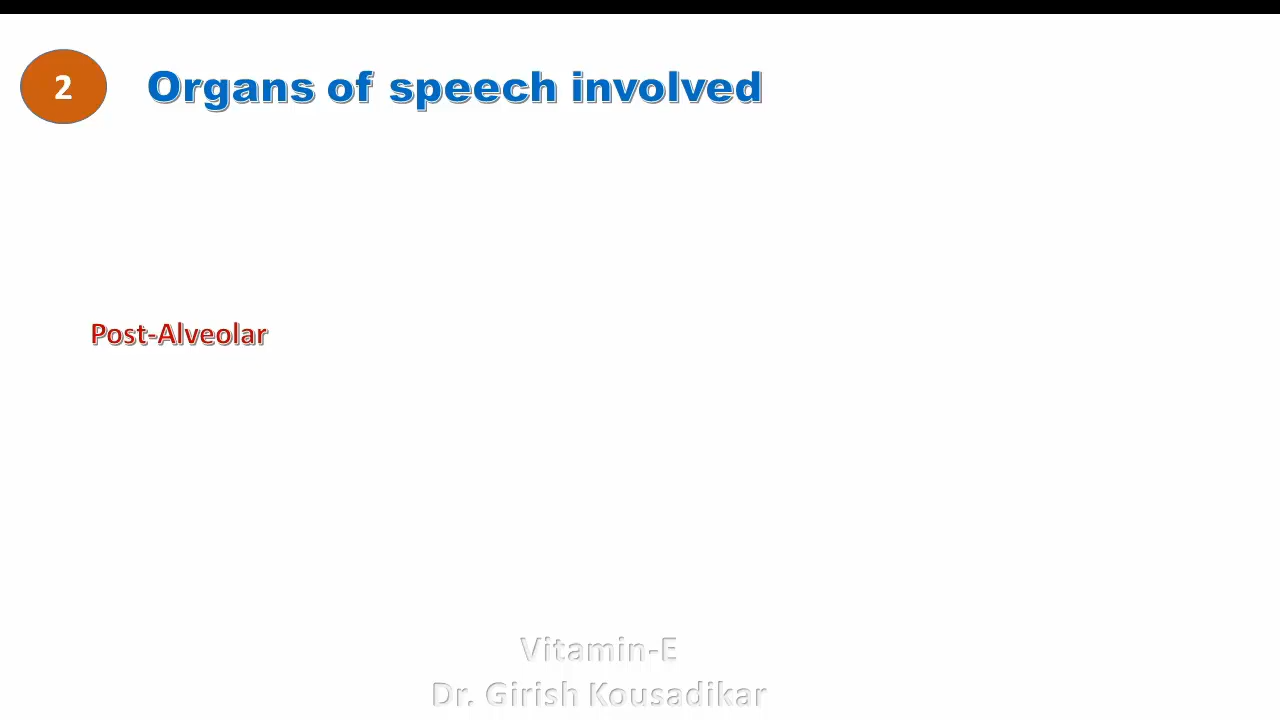 2 Organs of speech involved
Post-Alveolar
Vitamin-E
Dr. Girish Kousadikar